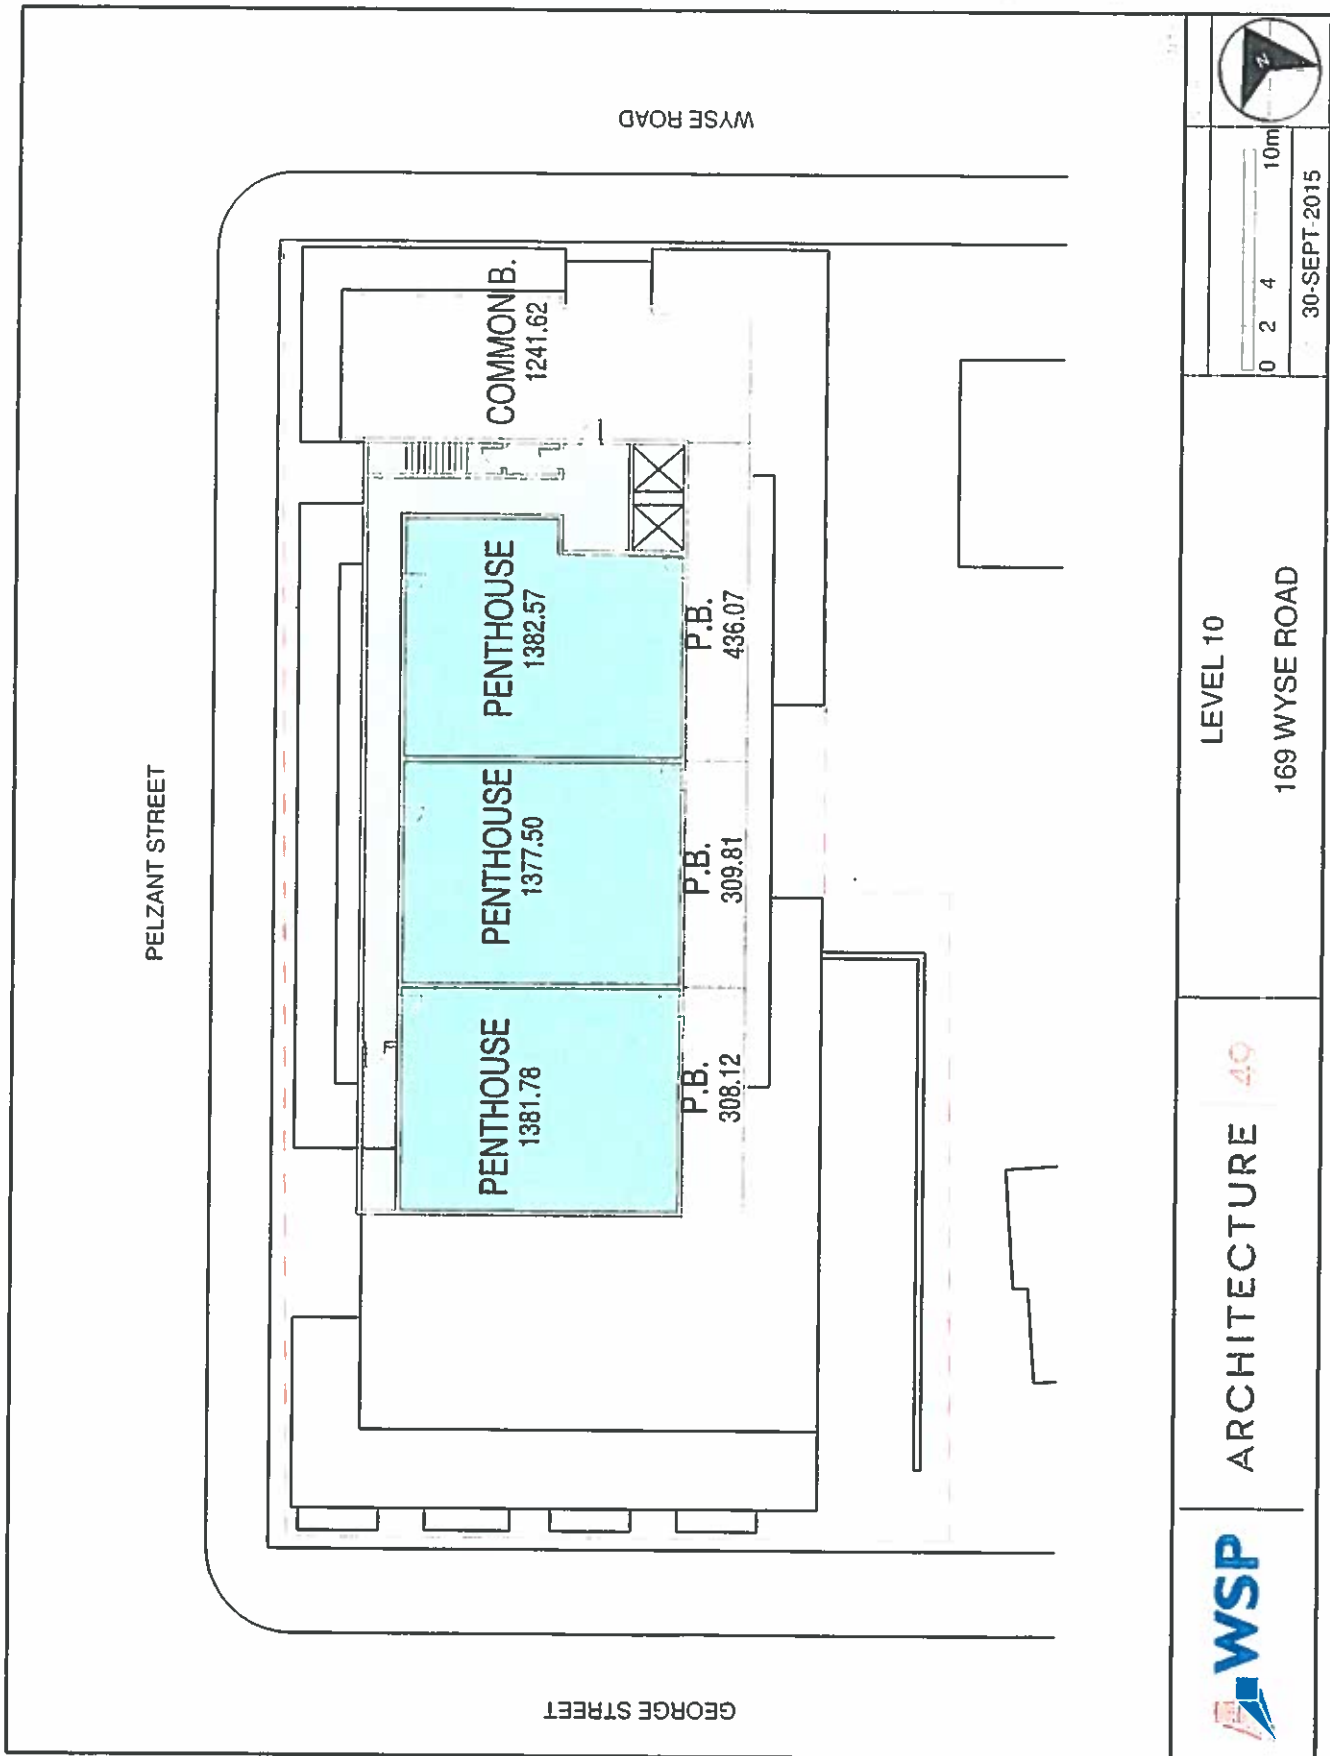 PELZANT STREET
WYSE ROAD
GEORGE STREET
PENTHOUSE
1381.78
PENTHOUSE
1377.50
PENTHOUSE
1382.57
COMMON B.
1241.62
P.B.
308.12
P.B.
309.81
P.B.
436.07
WSP
ARCHITECTURE 49
LEVEL 10
169 WYSE ROAD
0 2 4 10m
30-SEPT-2015
N